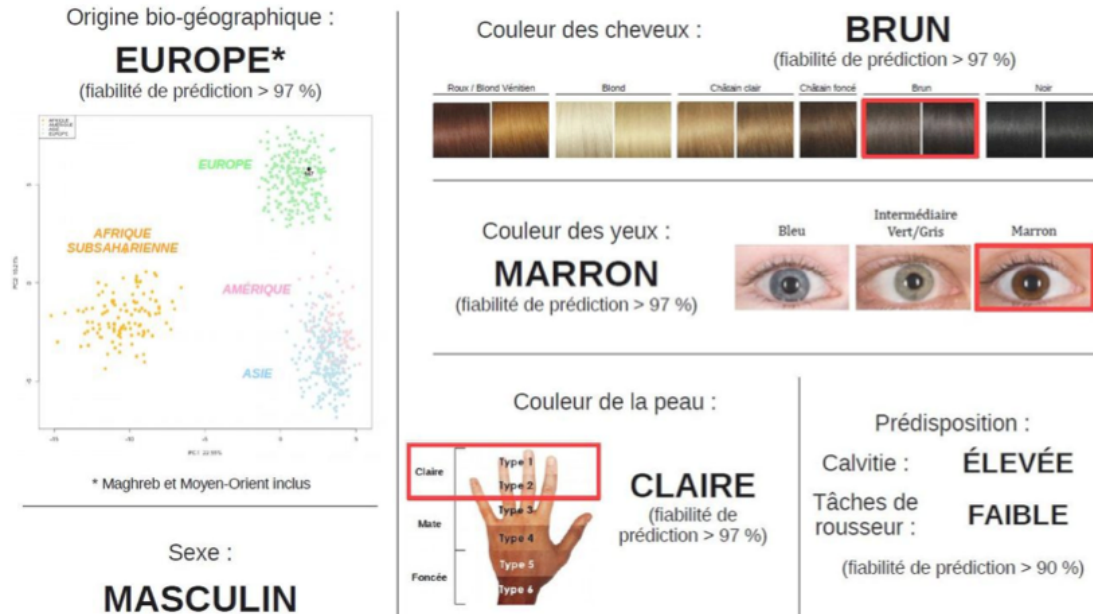 Origine bio-géographique :
EUROPE*
(fiabilité de prédiction > 97 %)
AFRIQUE
AMÉRIQUE
ASIE
EUROPE
EUROPE
AFRIQUE
SUBSAHARIENNE
AMÉRIQUE
ASIE
* Maghreb et Moyen-Orient inclus
Sexe :
MASCULIN
Couleur des cheveux :
BRUN
(fiabilité de prédiction > 97 %)
Roux / Blond Vénitien
Blond
Châtain clair
Châtain foncé
Brun
Noir
Couleur des yeux :
MARRON
(fiabilité de prédiction > 97 %)
Bleu
Intermédiaire
Vert/Gris
Marron
Couleur de la peau :
Claire
Mate
Foncée
Type 1
Type 2
Type 3
Type 4
Type 5
Type 6
CLAIRE
(fiabilité de
prédiction > 97 %)
Prédisposition :
Calvitie :
ÉLEVÉE
Tâches de
rousseur :
FAIBLE
(fiabilité de prédiction > 90 %)